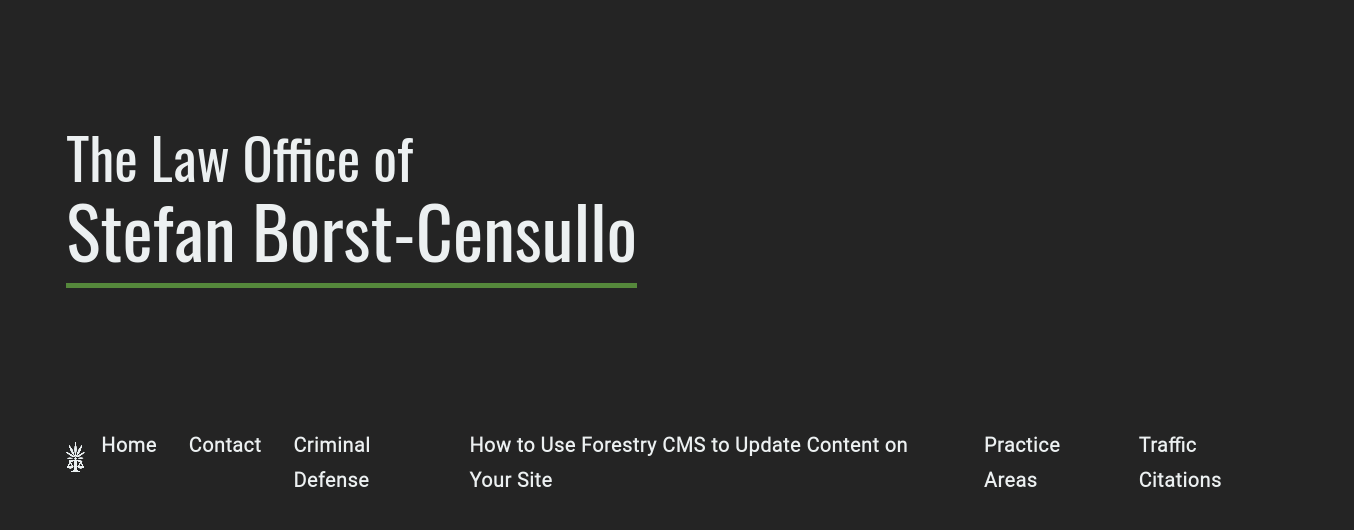 The Law Office of
Stefan Borst-Censullo
Home Contact Criminal How to Use Forestry CMS to Update Content on Practice Traffic
Defense Your Site Areas Citations